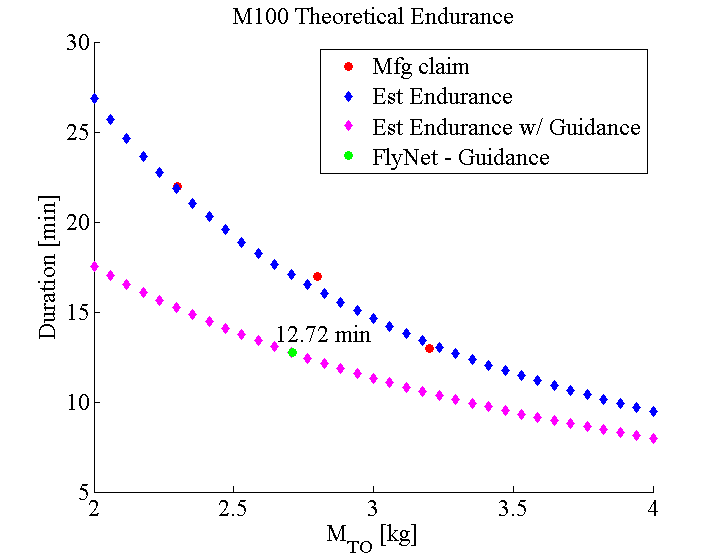 M100 Theoretical Endurance
30
25
20
15
10
5
Duration [min]
Mfg claim
Est Endurance
Est Endurance w/ Guidance
FlyNet - Guidance
12.72 min
2
2.5
3
3.5
4
M_TO [kg]